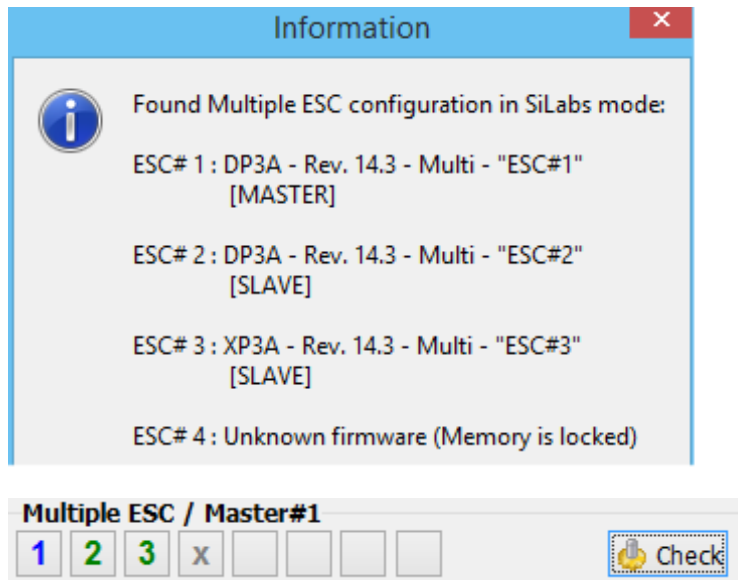 Information
Found Multiple ESC configuration in SiLabs mode:
ESC# 1 : DP3A - Rev. 14.3 - Multi - "ESC#1"
[MASTER]
ESC# 2 : DP3A - Rev. 14.3 - Multi - "ESC#2"
[SLAVE]
ESC# 3 : XP3A - Rev. 14.3 - Multi - "ESC#3"
[SLAVE]
ESC# 4 : Unknown firmware (Memory is locked)
Multiple ESC / Master#1
1 2 3 x Check